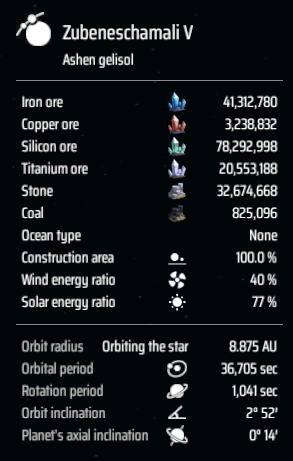 Zubeneschamali V
Ashen gelisol
Iron ore 41,312,780
Copper ore 3,238,832
Silicon ore 78,292,998
Titanium ore 20,553,188
Stone 32,674,668
Coal 825,096
Ocean type None
Construction area 100.0 %
Wind energy ratio 40 %
Solar energy ratio 77 %
Orbit radius Orbiting the star 8.875 AU
Orbital period 36,705 sec
Rotation period 1,041 sec
Orbit inclination 2° 52'
Planet's axial inclination 0° 14'